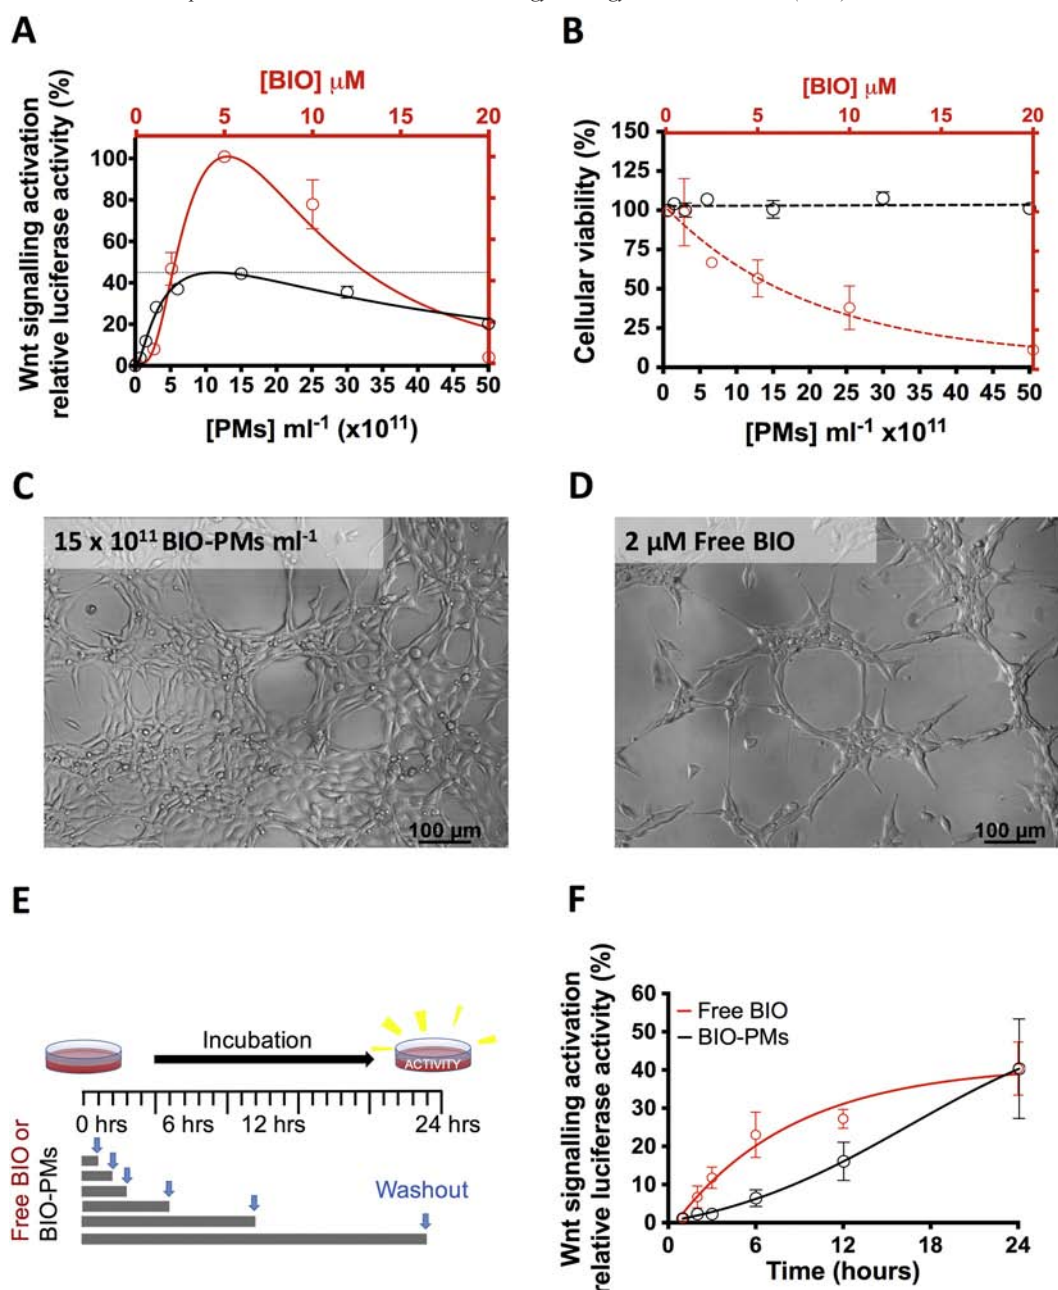 A
B
[BIO] μM
0 5 10 15 20
Wnt signalling activation
relative luciferase activity (%)
100
80
60
40
20
0
0 5 10 15 20 25 30 35 40 45 50
[PMs] ml-1 (x1011)
[BIO] μM
0 5 10 15 20
Cellular viability (%)
150
125
100
75
50
25
0
0 5 10 15 20 25 30 35 40 45 50
[PMs] ml-1 x1011
C
15 x 1011 BIO-PMs ml-1
100 μm
D
2 μM Free BIO
100 μm
E
Incubation
ACTIVITY
0 hrs 6 hrs 12 hrs 24 hrs
Free BIO or
BIO-PMs
Washout
F
Wnt signalling activation
relative luciferase activity (%)
60
50
40
30
20
10
0
Free BIO
BIO-PMs
0 6 12 18 24
Time (hours)